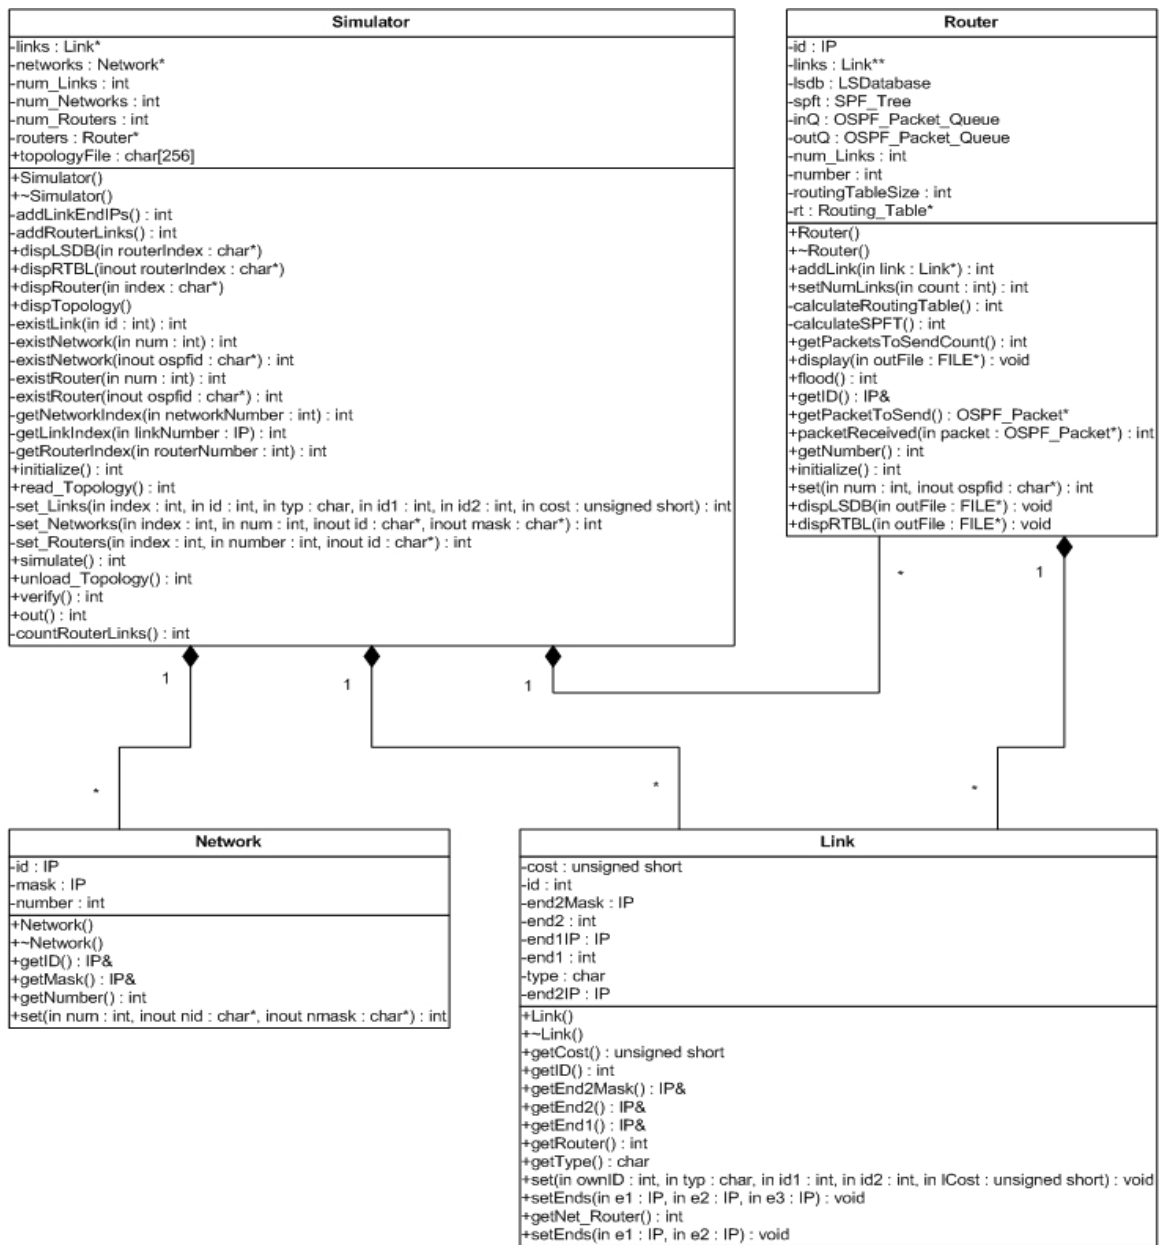 Simulator
-links : Link*
-networks : Network*
-num_Links : int
-num_Networks : int
-num_Routers : int
-routers : Router*
+topologyFile : char[256]
+Simulator()
+~Simulator()
-addLinkEndIPs() : int
-addRouterLinks() : int
+dispLSDB(in routerIndex : char*)
+dispRTBL(inout routerIndex : char*)
+dispRouter(in index : char*)
+dispTopology()
-existLink(in id : int) : int
-existNetwork(in num : int) : int
-existNetwork(inout ospfid : char*) : int
-existRouter(in num : int) : int
-existRouter(inout ospfid : char*) : int
-getNetworkIndex(in networkNumber : int) : int
-getLinkIndex(in linkNumber : IP) : int
-getRouterIndex(in routerNumber : int) : int
+initialize() : int
+read_Topology() : int
-set_Links(in index : int, in id : int, in typ : char, in id1 : int, in id2 : int, in cost : unsigned short) : int
-set_Networks(in index : int, in num : int, inout id : char*, inout mask : char*) : int
-set_Routers(in index : int, in number : int, inout id : char*) : int
+simulate() : int
+unload_Topology() : int
+verify() : int
+out() : int
-countRouterLinks() : int
Router
-id : IP
-links : Link**
-lsdb : LSDatabase
-spft : SPF_Tree
-inQ : OSPF_Packet_Queue
-outQ : OSPF_Packet_Queue
-num_Links : int
-number : int
-routingTableSize : int
-rt : Routing_Table*
+Router()
+~Router()
+addLink(in link : Link*) : int
+setNumLinks(in count : int) : int
-calculateRoutingTable() : int
-calculateSPFT() : int
+getPacketsToSendCount() : int
+display(in outFile : FILE*) : void
+flood() : int
+getID() : IP&
+getPacketToSend() : OSPF_Packet*
+packetReceived(in packet : OSPF_Packet*) : int
+getNumber() : int
+initialize() : int
+set(in num : int, inout ospfid : char*) : int
+dispLSDB(in outFile : FILE*) : void
+dispRTBL(in outFile : FILE*) : void
1
1
1
*
1
*
*
*
Network
-id : IP
-mask : IP
-number : int
+Network()
+~Network()
+getID() : IP&
+getMask() : IP&
+getNumber() : int
+set(in num : int, inout nid : char*, inout nmask : char*) : int
Link
-cost : unsigned short
-id : int
-end2Mask : IP
-end2 : int
-end1IP : IP
-end1 : int
-type : char
-end2IP : IP
+Link()
+~Link()
+getCost() : unsigned short
+getID() : int
+getEnd2Mask() : IP&
+getEnd2() : IP&
+getEnd1() : IP&
+getRouter() : int
+getType() : char
+set(in ownID : int, in typ : char, in id1 : int, in id2 : int, in lCost : unsigned short) : void
+setEnds(in e1 : IP, in e2 : IP, in e3 : IP) : void
+getNet_Router() : int
+setEnds(in e1 : IP, in e2 : IP) : void